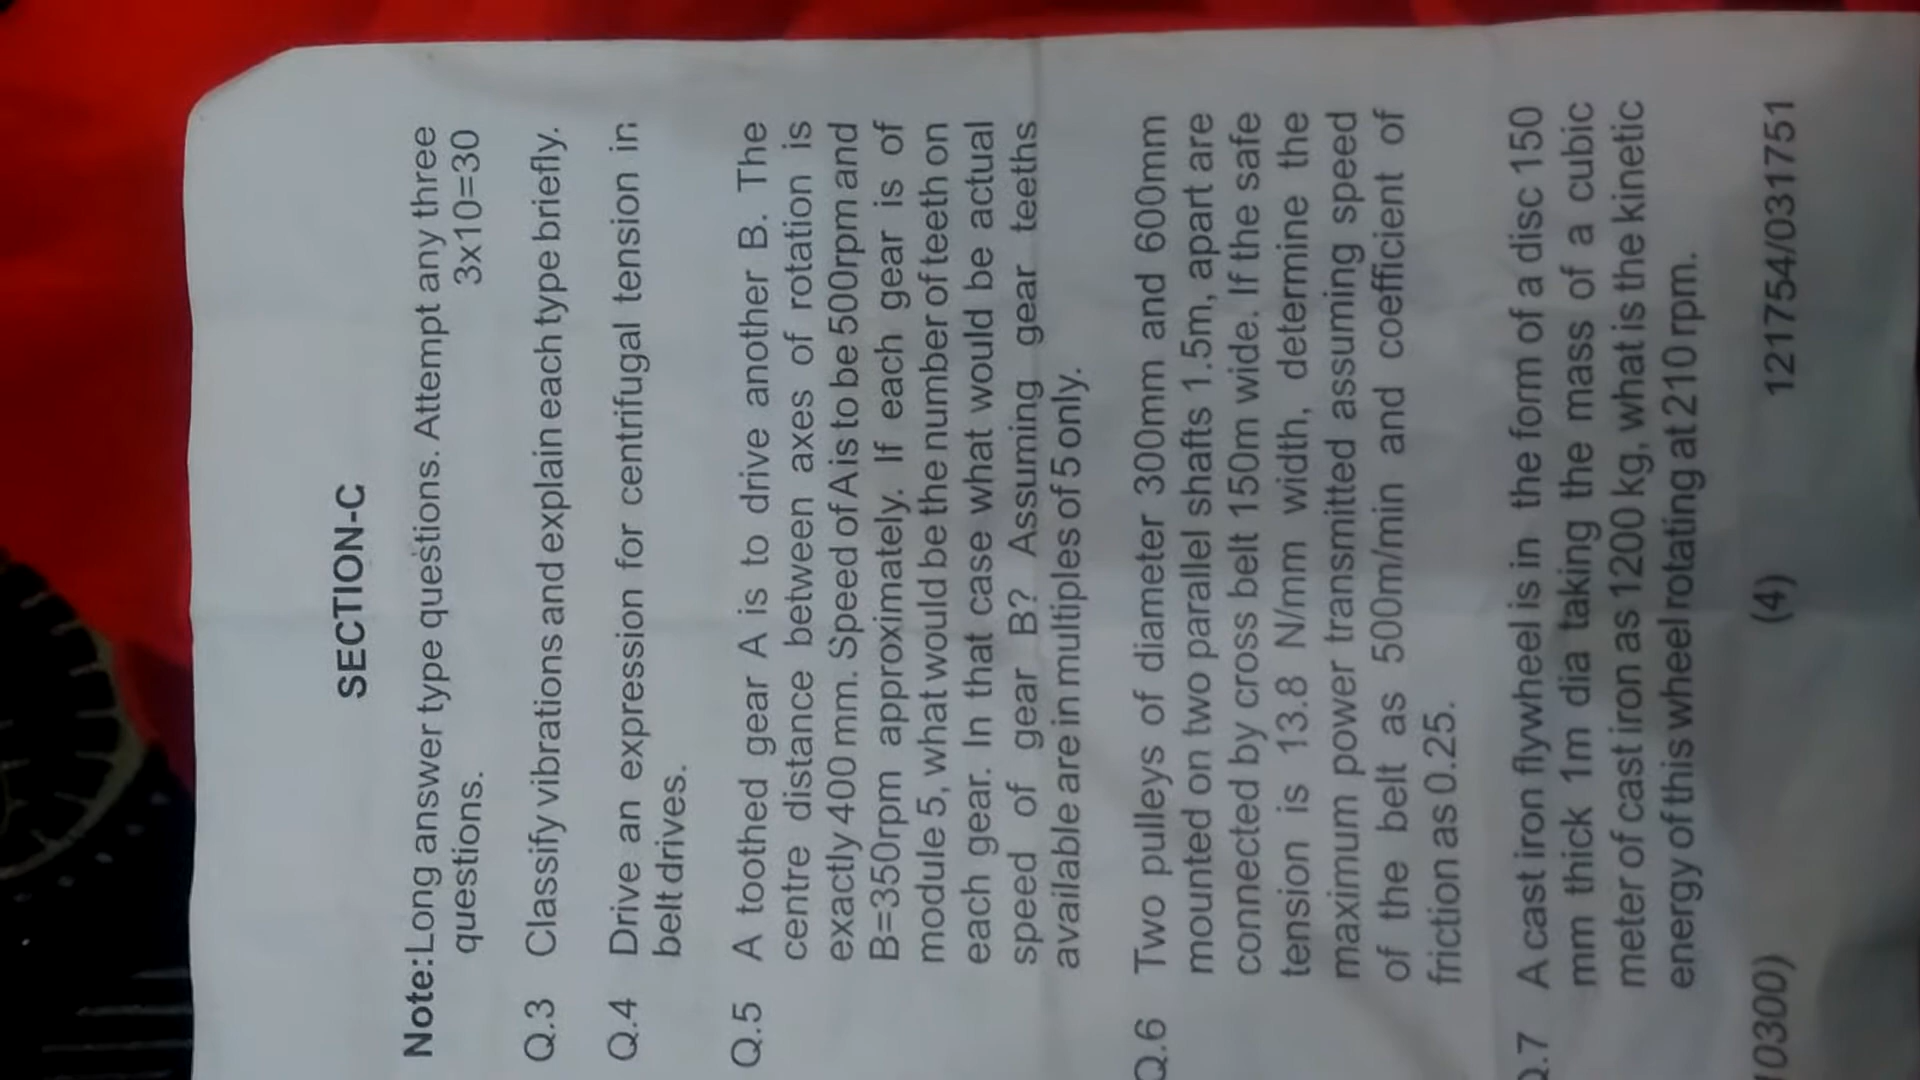 SECTION-C
Note:Long answer type questions. Attempt any three
questions. 3x10=30
Q.3 Classify vibrations and explain each type briefly.
Q.4 Drive an expression for centrifugal tension in
belt drives.
Q.5 A toothed gear A is to drive another B. The
centre distance between axes of rotation is
exactly 400 mm. Speed of A is to be 500rpm and
B=350rpm approximately. If each gear is of
module 5, what would be the number of teeth on
each gear. In that case what would be actual
speed of gear B? Assuming gear teeths
available are in multiples of 5 only.
Q.6 Two pulleys of diameter 300mm and 600mm
mounted on two parallel shafts 1.5m, apart are
connected by cross belt 150m wide. If the safe
tension is 13.8 N/mm width, determine the
maximum power transmitted assuming speed
of the belt as 500m/min and coefficient of
friction as 0.25.
Q.7 A cast iron flywheel is in the form of a disc 150
mm thick 1m dia taking the mass of a cubic
meter of cast iron as 1200 kg, what is the kinetic
energy of this wheel rotating at 210 rpm.
0300) (4) 121754/031751